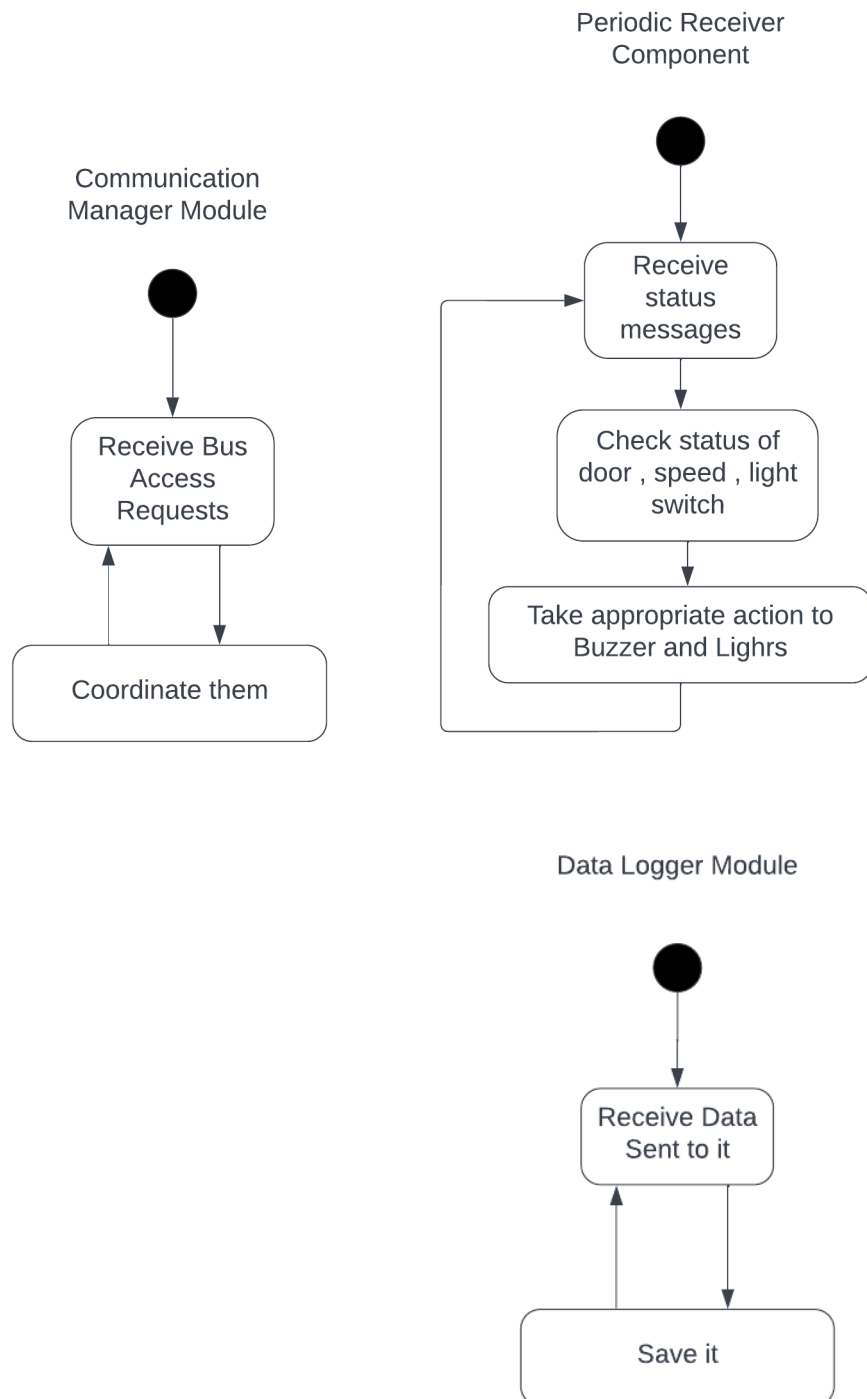 Periodic Receiver
Component
Communication
Manager Module
Receive
status
messages
Receive Bus
Access
Requests
Check status of
door , speed , light
switch
Take appropriate action to
Buzzer and Lighrs
Coordinate them
Data Logger Module
Receive Data
Sent to it
Save it